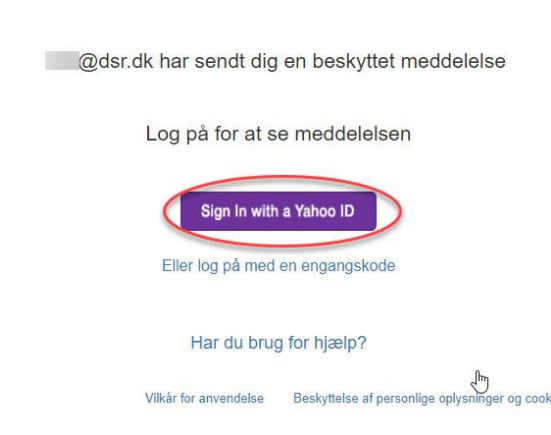 @dsr.dk har sendt dig en beskyttet meddelelse
Log på for at se meddelelsen
Sign In with a Yahoo ID
Eller log på med en engangskode
Har du brug for hjælp?
Vilkår for anvendelse Beskyttelse af personlige oplysninger og cook